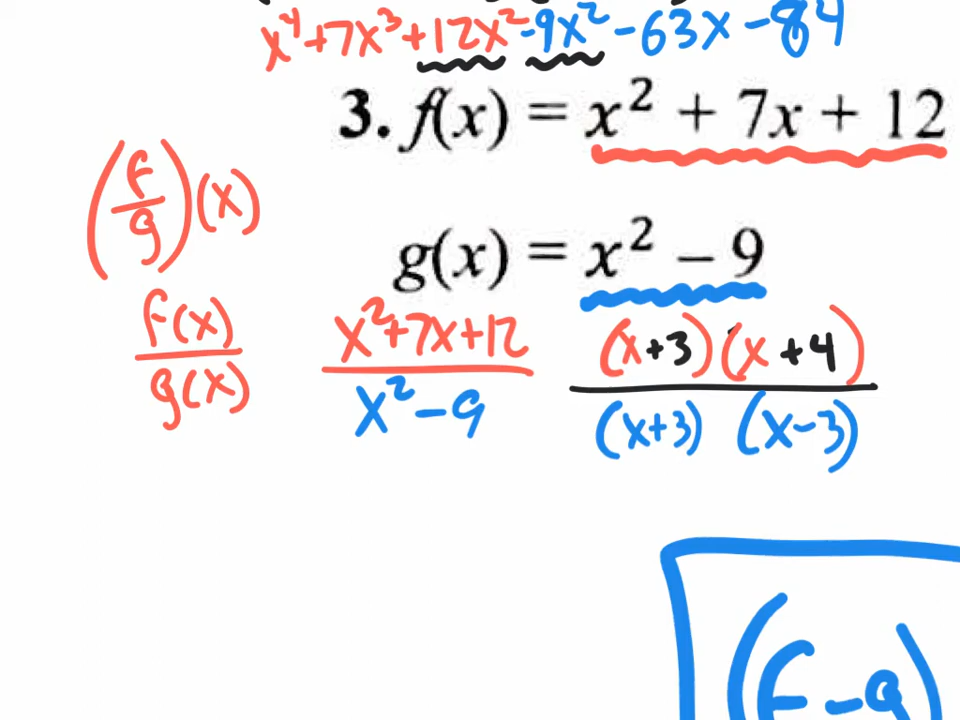 x⁴+7x³+12x²-9x²-63x-84
3. f(x) = x² + 7x + 12
(f/g)(x)
g(x) = x² – 9
f(x)/g(x)
x²+7x+12 / x²-9
(x+3)(x+4) / (x+3)(x-3)
(f-g)